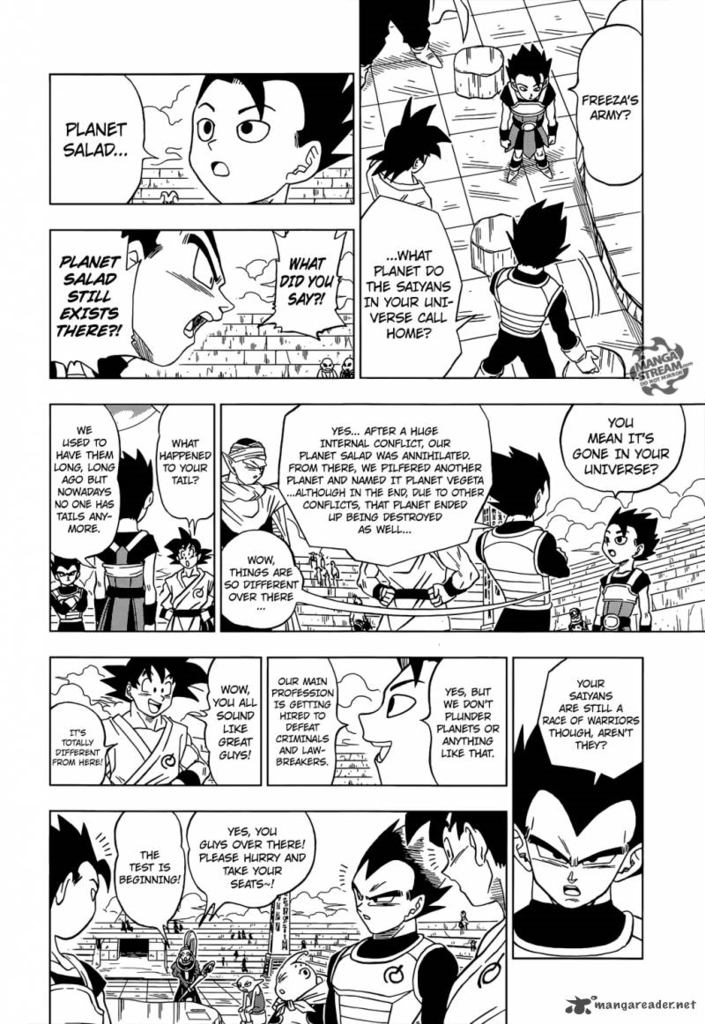 FREEZA'S
ARMY?
...WHAT
PLANET DO
THE SAIYANS
IN YOUR UNI-
VERSE CALL
HOME?
PLANET
SALAD...
WHAT
DID YOU
SAY?!
PLANET
SALAD
STILL
EXISTS
THERE?!
MANGA
STREAM.COM
DO NOT MIRROR
YOU
MEAN IT'S
GONE IN YOUR
UNIVERSE?
YES... AFTER A HUGE
INTERNAL CONFLICT, OUR
PLANET SALAD WAS ANNIHILATED.
FROM THERE, WE PILFERED ANOTHER
PLANET AND NAMED IT PLANET VEGETA
...ALTHOUGH IN THE END, DUE TO OTHER
CONFLICTS, THAT PLANET ENDED
UP BEING DESTROYED
AS WELL...
WOW,
THINGS ARE
SO DIFFERENT
OVER THERE
...
WHAT
HAPPENED
TO YOUR
TAIL?
WE
USED TO
HAVE THEM
LONG, LONG
AGO BUT
NOWADAYS
NO ONE HAS
TAILS ANY-
MORE.
YOUR
SAIYANS
ARE STILL A
RACE OF WARRIORS
THOUGH, AREN'T
THEY?
YES, BUT
WE DON'T
PLUNDER
PLANETS OR
ANYTHING
LIKE THAT.
OUR MAIN
PROFESSION
IS GETTING
HIRED TO
DEFEAT
CRIMINALS
AND LAW-
BREAKERS.
WOW,
YOU ALL
SOUND
LIKE
GREAT
GUYS!
IT'S
TOTALLY
DIFFERENT
FROM HERE!
YES, YOU
GUYS OVER THERE!
PLEASE HURRY AND
TAKE YOUR
SEATS~!
THE
TEST IS
BEGINNING!
mangareader.net